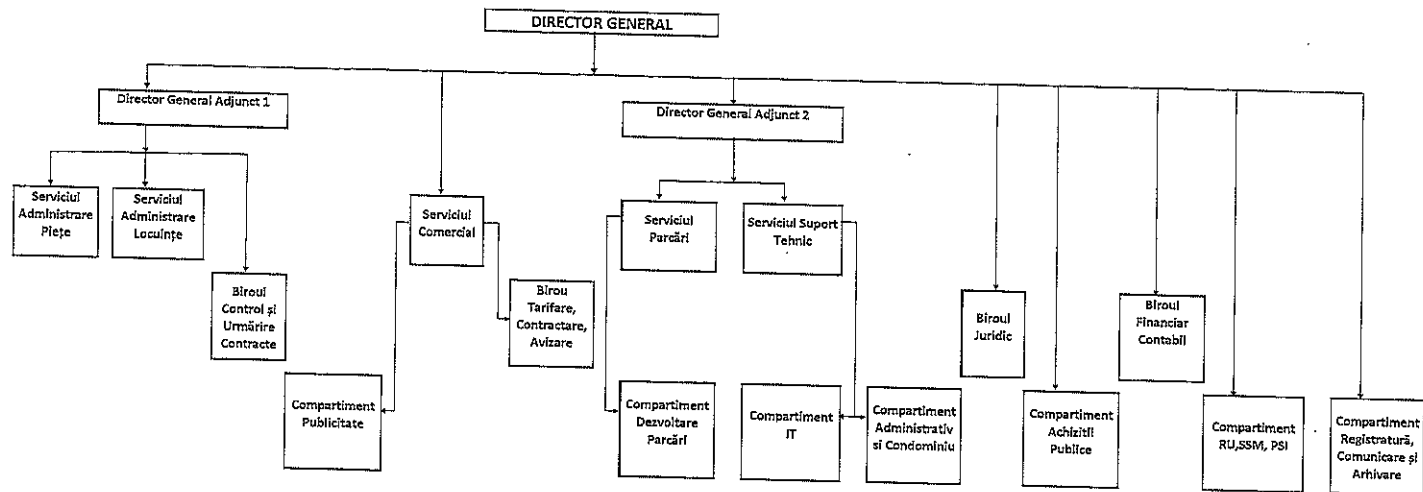 DIRECTOR GENERAL
Director General Adjunct 1
Director General Adjunct 2
Serviciul
Administrare
Piețe
Serviciul
Administrare
Locuințe
Serviciul
Comercial
Serviciul
Parcări
Serviciul Suport
Tehnic
Biroul
Control și
Urmărire
Contracte
Birou
Tarifare,
Contractare,
Avizare
Biroul
Juridic
Biroul
Financiar
Contabil
Compartiment
Publicitate
Compartiment
Dezvoltare
Parcări
Compartiment
IT
Compartiment
Administrativ
si Condominiu
Compartiment
Achizitii
Publice
Compartiment
RU,SSM, PSI
Compartiment
Registratură,
Comunicare și
Arhivare